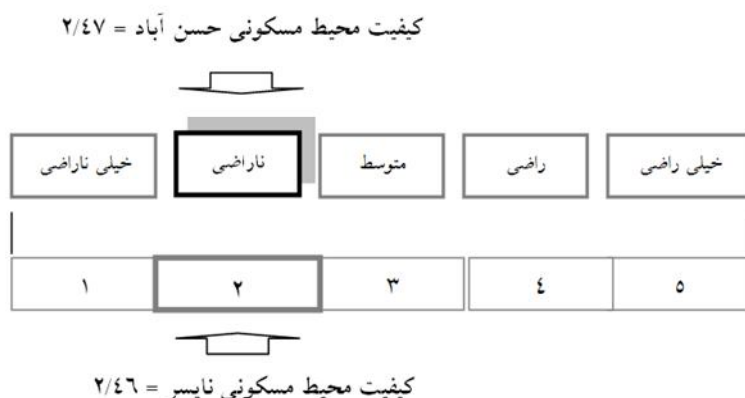 کیفیت محیط مسکونی حسن آباد = ۲/٤۷
خیلی راضی راضی متوسط ناراضی خیلی ناراضی
۱ ۲ ۳ ٤ ٥
کیفیت محیط مسکونی نایسر = ۲/٤٦